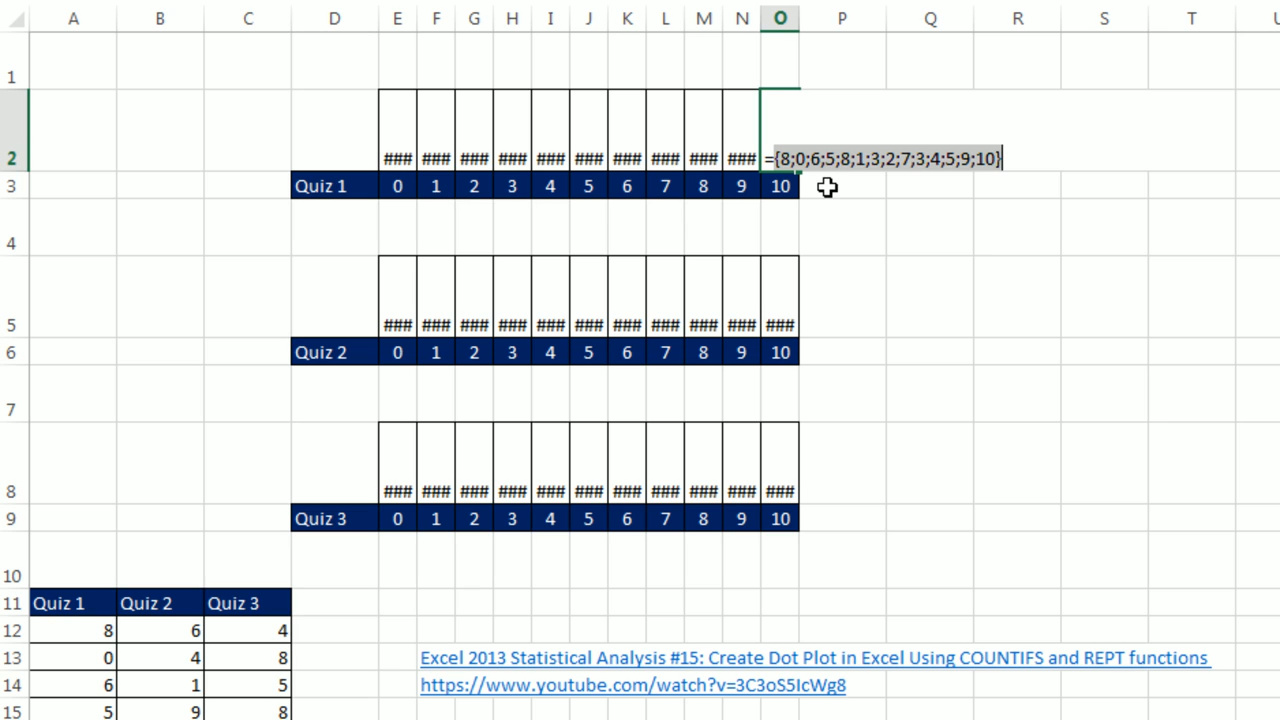 A B C D E F G H I J K L M N O P Q R S T U
1
2 ### ### ### ### ### ### ### ### ### ### ={8;0;6;5;8;1;3;2;7;3;4;5;9;10}
3 Quiz 1 0 1 2 3 4 5 6 7 8 9 10
4
5 ### ### ### ### ### ### ### ### ### ### ###
6 Quiz 2 0 1 2 3 4 5 6 7 8 9 10
7
8 ### ### ### ### ### ### ### ### ### ### ###
9 Quiz 3 0 1 2 3 4 5 6 7 8 9 10
10
11 Quiz 1 Quiz 2 Quiz 3
12 8 6 4
13 0 4 8 Excel 2013 Statistical Analysis #15: Create Dot Plot in Excel Using COUNTIFS and REPT functions
14 6 1 5 https://www.youtube.com/watch?v=3C3oS5IcWg8
15 5 9 8